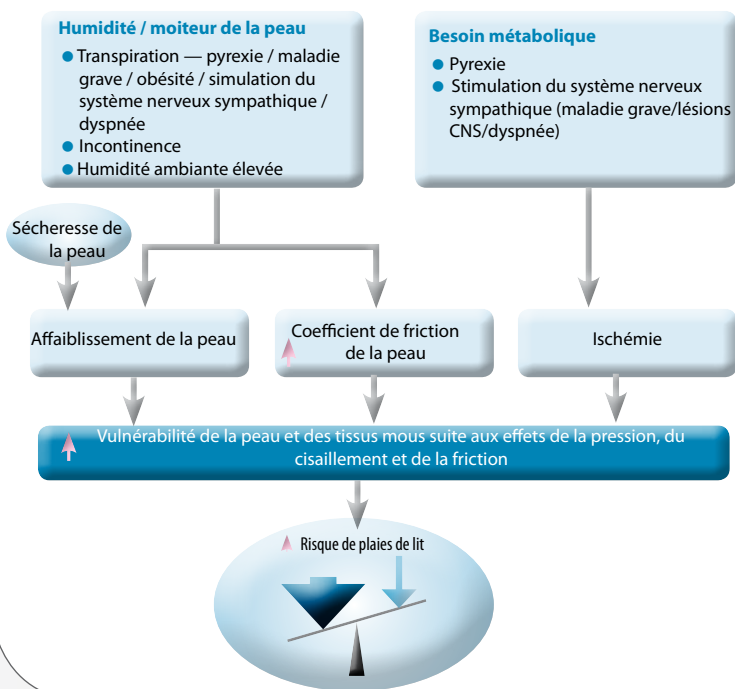 Humidité / moiteur de la peau
● Transpiration — pyrexie / maladie
grave / obésité / simulation du
système nerveux sympathique /
dyspnée
● Incontinence
● Humidité ambiante élevée
Besoin métabolique
● Pyrexie
● Stimulation du système nerveux
sympathique (maladie grave/lésions
CNS/dyspnée)
Sécheresse de
la peau
Affaiblissement de la peau
Coefficient de friction
de la peau
Ischémie
Vulnérabilité de la peau et des tissus mous suite aux effets de la pression, du
cisaillement et de la friction
Risque de plaies de lit